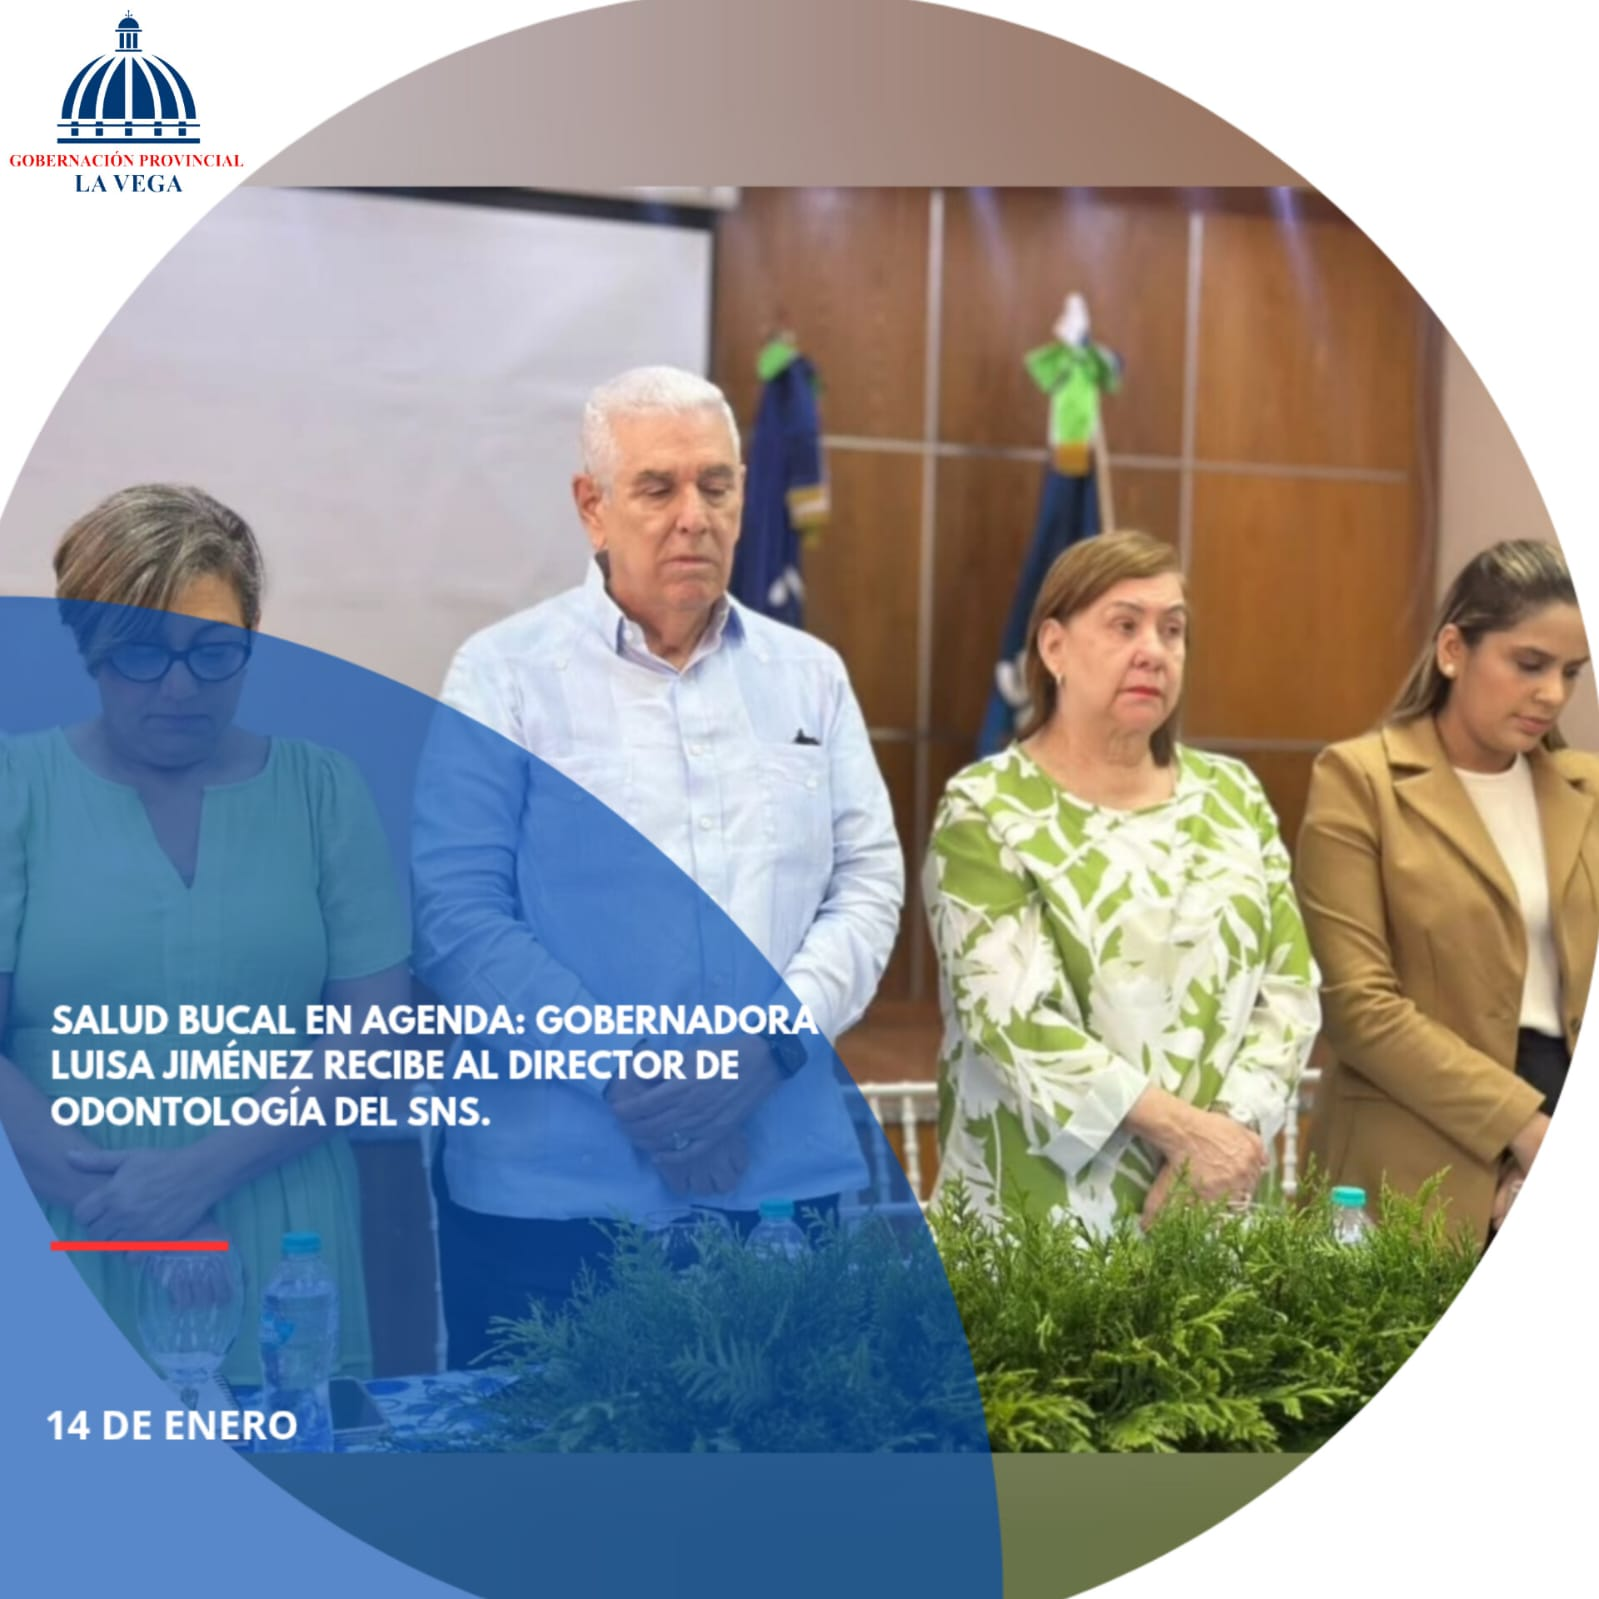 GOBERNACIÓN PROVINCIAL
LA VEGA
SALUD BUCAL EN AGENDA: GOBERNADORA
LUISA JIMÉNEZ RECIBE AL DIRECTOR DE
ODONTOLOGÍA DEL SNS.
14 DE ENERO